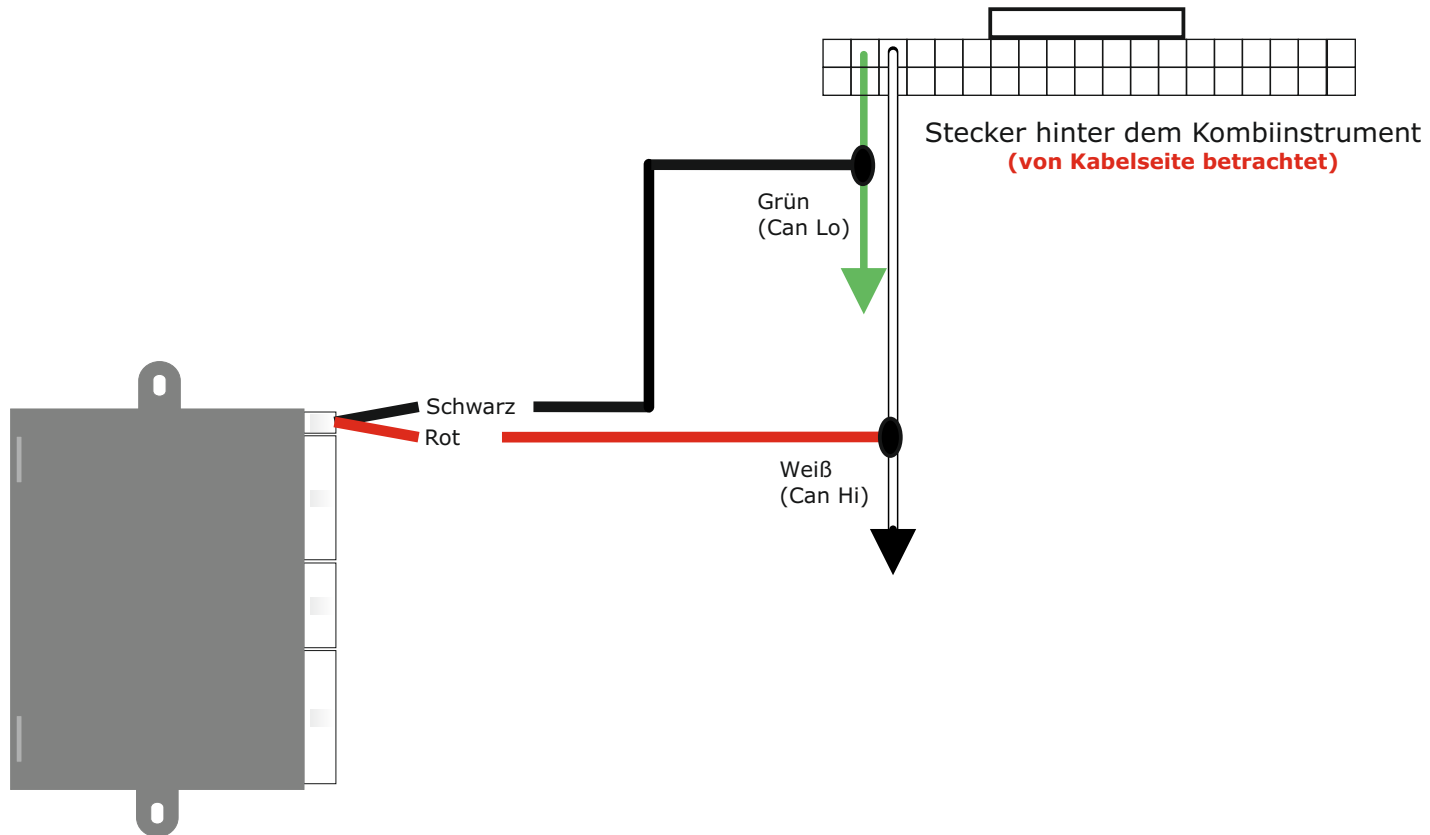 Stecker hinter dem Kombiinstrument
(von Kabelseite betrachtet)
Grün
(Can Lo)
Schwarz
Rot
Weiß
(Can Hi)